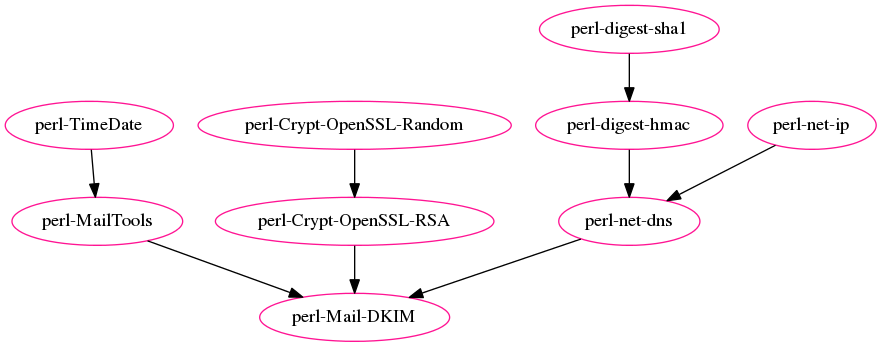 perl-digest-sha1
perl-TimeDate
perl-Crypt-OpenSSL-Random
perl-digest-hmac
perl-net-ip
perl-MailTools
perl-Crypt-OpenSSL-RSA
perl-net-dns
perl-Mail-DKIM